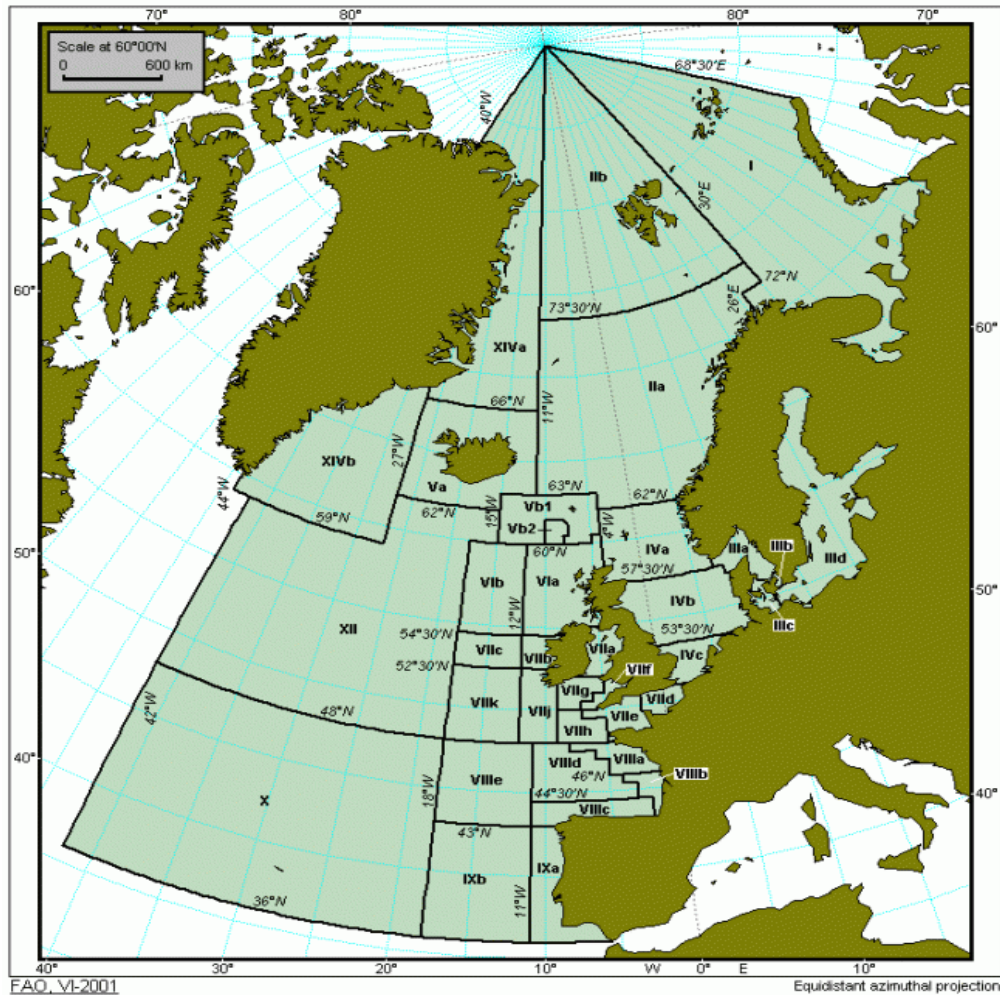 70° 80° 80° 70°
Scale at 60°00'N
0 600 km
68°30'E
40°W
I
IIb
30°E
72°N
60°
26°E
73°30'N
60°
XIVa
IIa
66°N
11°W
27°W
XIVb
Va
63°N
62°N
44°W
15°W
Vb1
59°N
62°N
4°W
Vb2
IIIb
IIIa
IIId
IVa
50°
60°N
57°30'N
VIb
VIa
50°
IVb
12°W
IIIc
XII
54°30'N
53°30'N
VIIc
VIIb
VIIa
IVc
52°30'N
VIIf
VIIg
VIId
VIIk
VIIj
VIIe
42°W
48°N
VIIh
40°
VIIId
VIIIa
VIIIe
46°N
VIIIb
18°W
44°30'N
40°
X
VIIIc
43°N
IXa
IXb
36°N
11°W
40° 30° 20° 10° W 0° E 10°
FAO, VI-2001
Equidistant azimuthal projection